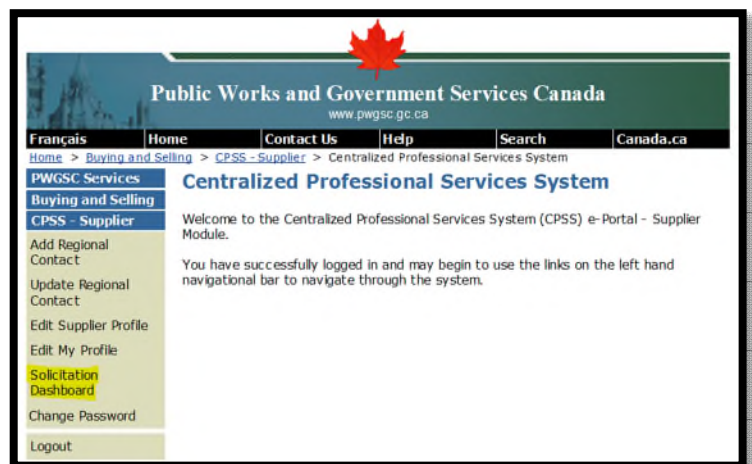 Public Works and Government Services Canada
www.pwgsc.gc.ca
Français Home Contact Us Help Search Canada.ca
Home > Buying and Selling > CPSS - Supplier > Centralized Professional Services System
PWGSC Services
Buying and Selling
CPSS - Supplier
Add Regional
Contact
Update Regional
Contact
Edit Supplier Profile
Edit My Profile
Solicitation
Dashboard
Change Password
Logout
Centralized Professional Services System
Welcome to the Centralized Professional Services System (CPSS) e-Portal - Supplier
Module.
You have successfully logged in and may begin to use the links on the left hand
navigational bar to navigate through the system.